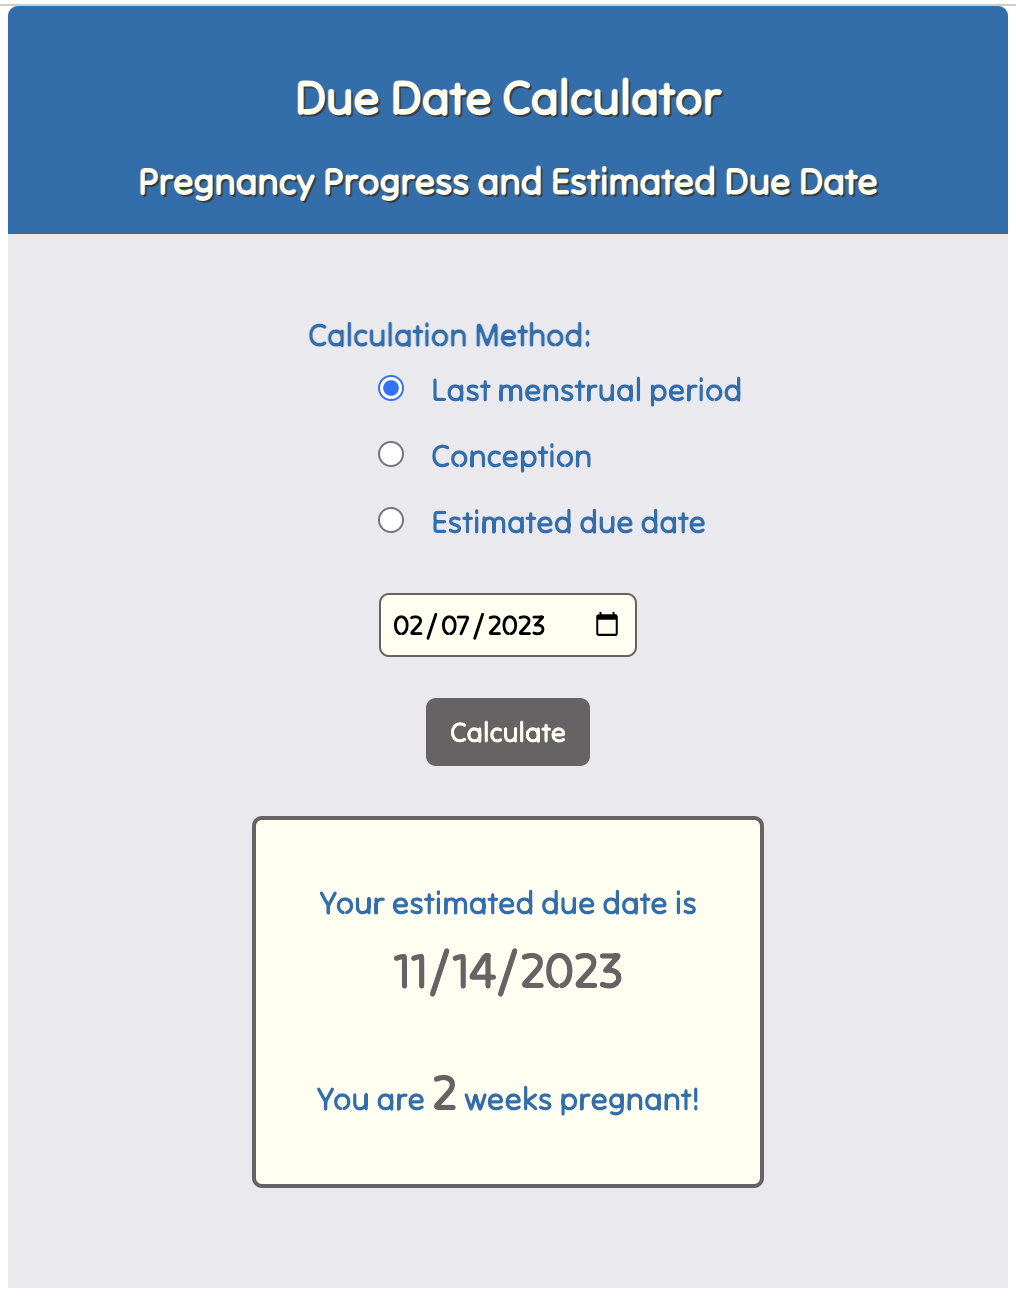 Due Date Calculator
Pregnancy Progress and Estimated Due Date
Calculation Method:
Last menstrual period
Conception
Estimated due date
02/07/2023
Calculate
Your estimated due date is
11/14/2023
You are 2 weeks pregnant!